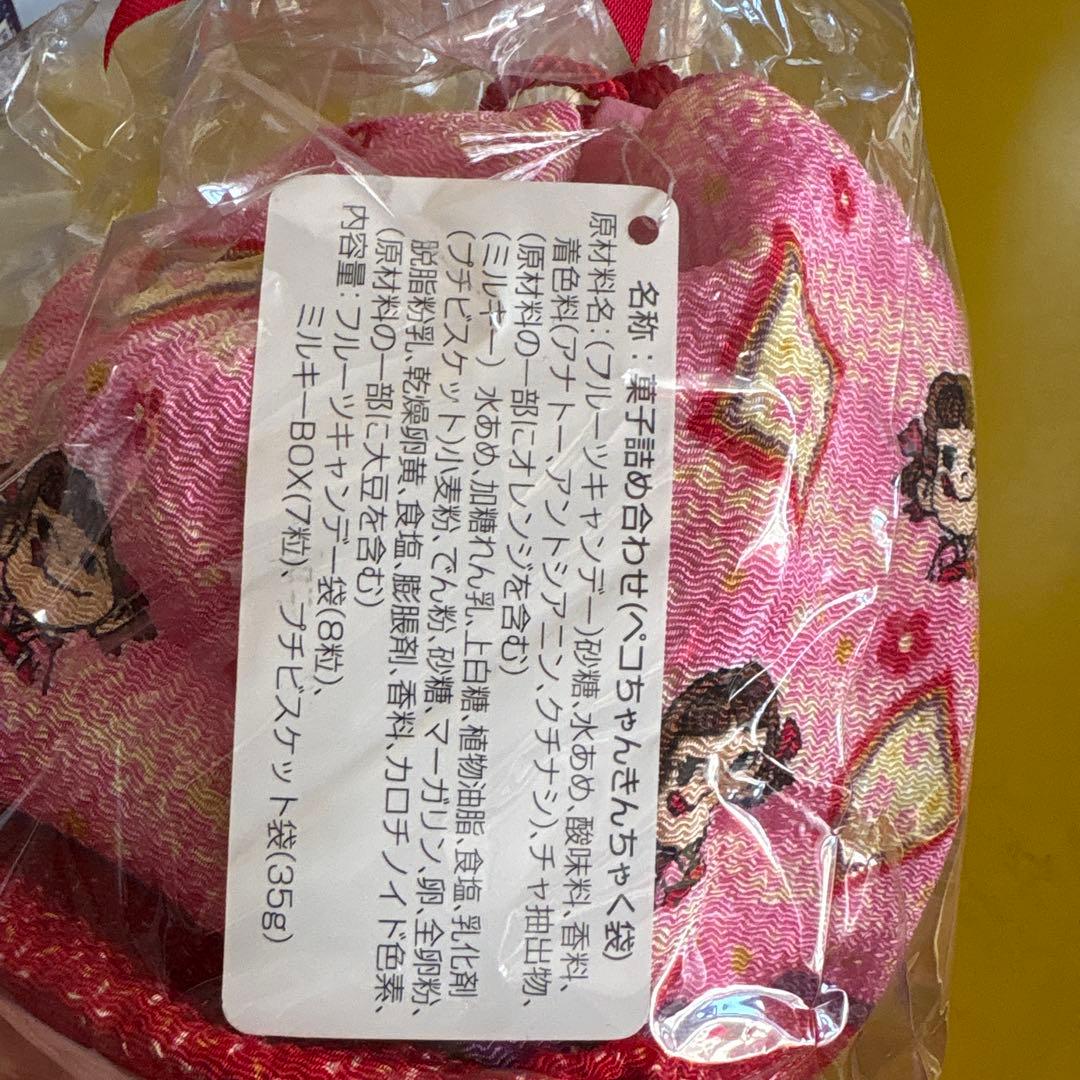 名称：菓子詰め合わせ(ペコちゃんきんちゃく袋)
原材料名：(フルーツキャンデー)砂糖、水あめ、酸味料、香料、
着色料(アナトー、アントシアニン、クチナシ)、チャ抽出物、
(原材料の一部にオレンジを含む)
(ミルキー)　水あめ、加糖れん乳、上白糖、植物油脂、食塩、乳化剤
(プチビスケット)小麦粉、でん粉、砂糖、マーガリン、卵、全卵粉、
脱脂粉乳、乾燥卵黄、食塩、膨脹剤、香料、カロチノイド色素、
(原材料の一部に大豆を含む)
内容量：フルーツキャンデー袋(8粒)、
ミルキーBOX(7粒)、プチビスケット袋(35g)